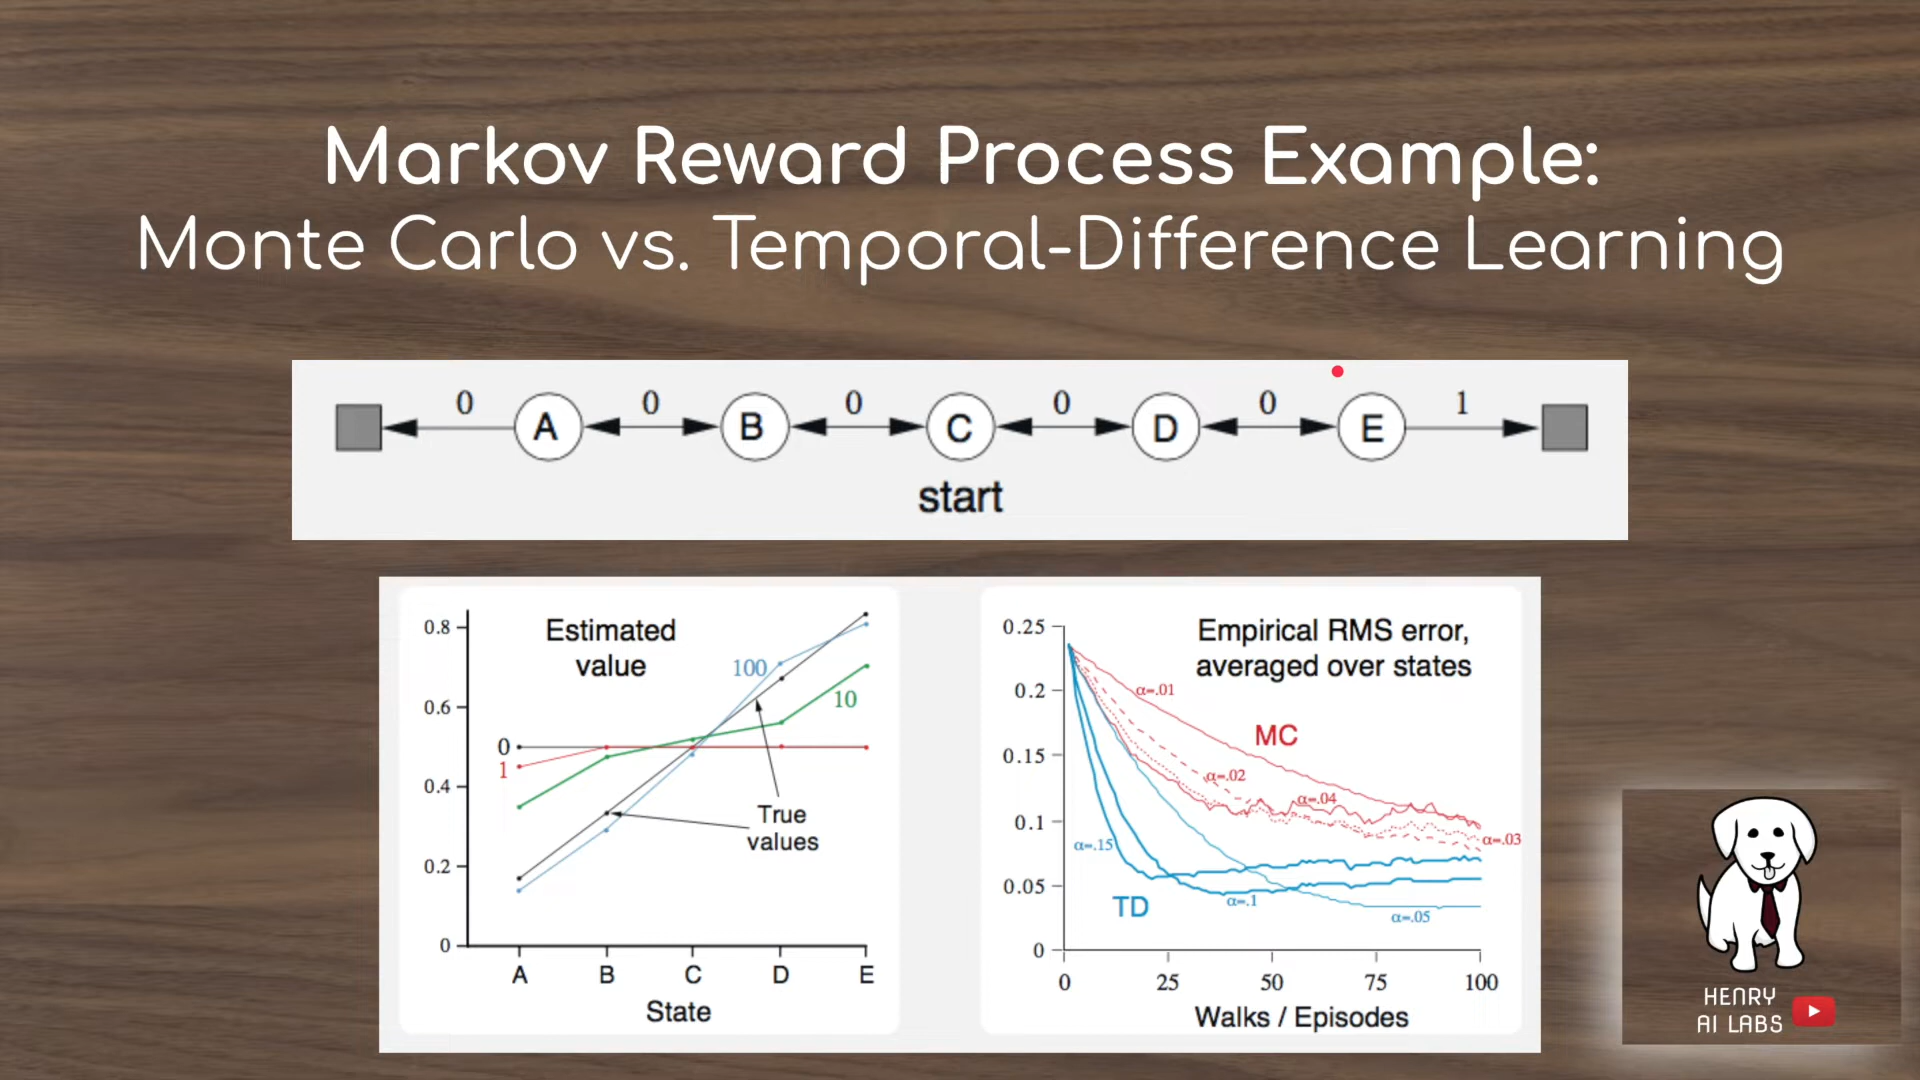 Markov Reward Process Example:
Monte Carlo vs. Temporal-Difference Learning
0 A 0 B 0 C 0 D 0 E 1
start
Estimated
value
0.8
0.6
0.4
0.2
0
0
1
100
10
True
values
A B C D E
State
Empirical RMS error,
averaged over states
0.25
0.2
0.15
0.1
0.05
0
α=.01
MC
α=.02
α=.04
α=.03
α=.15
TD
α=.1
α=.05
0 25 50 75 100
Walks / Episodes
HENRY
AI LABS